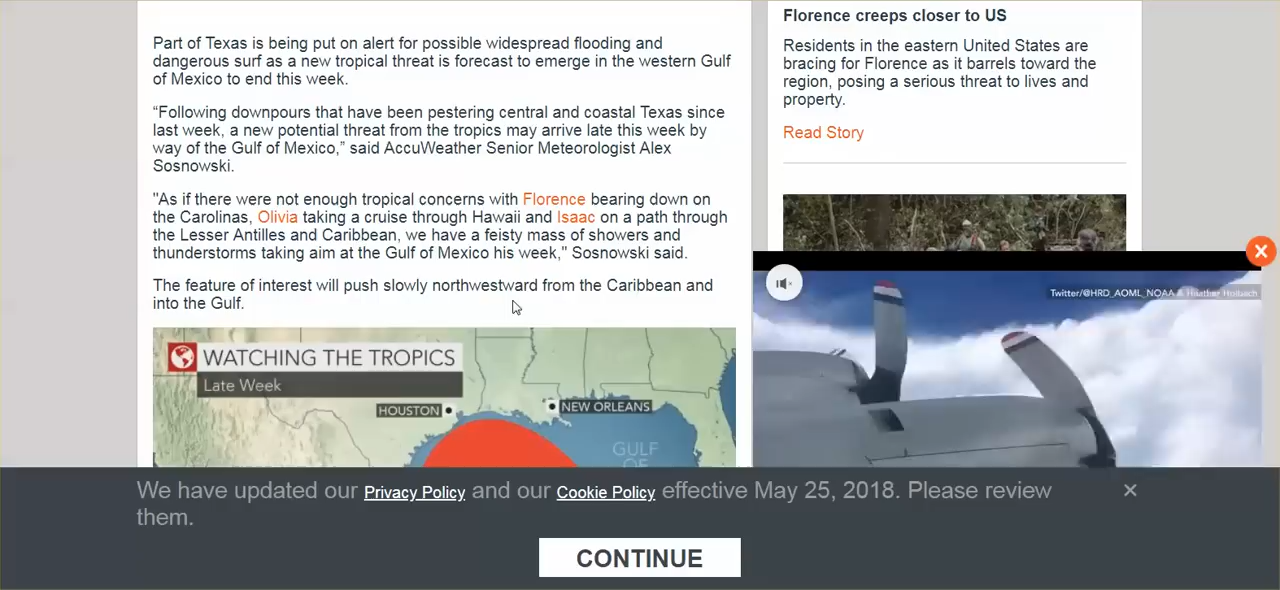 Part of Texas is being put on alert for possible widespread flooding and
dangerous surf as a new tropical threat is forecast to emerge in the western Gulf
of Mexico to end this week.
“Following downpours that have been pestering central and coastal Texas since
last week, a new potential threat from the tropics may arrive late this week by
way of the Gulf of Mexico,” said AccuWeather Senior Meteorologist Alex
Sosnowski.
"As if there were not enough tropical concerns with Florence bearing down on
the Carolinas, Olivia taking a cruise through Hawaii and Isaac on a path through
the Lesser Antilles and Caribbean, we have a feisty mass of showers and
thunderstorms taking aim at the Gulf of Mexico his week," Sosnowski said.
The feature of interest will push slowly northwestward from the Caribbean and
into the Gulf.
WATCHING THE TROPICS
Late Week
HOUSTON
NEW ORLEANS
GULF
OF
Florence creeps closer to US
Residents in the eastern United States are
bracing for Florence as it barrels toward the
region, posing a serious threat to lives and
property.
Read Story
Twitter/@HRD_AOML_NOAA & Heather Holbach
We have updated our Privacy Policy and our Cookie Policy effective May 25, 2018. Please review
them.
CONTINUE